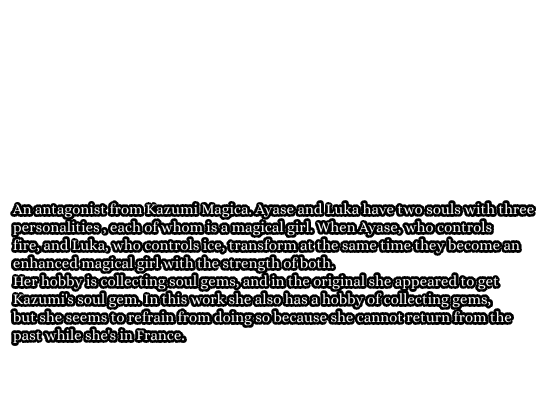 An antagonist from Kazumi Magica. Ayase and Luka have two souls with three
personalities , each of whom is a magical girl. When Ayase, who controls
fire, and Luka, who controls ice, transform at the same time they become an
enhanced magical girl with the strength of both.
Her hobby is collecting soul gems, and in the original she appeared to get
Kazumi's soul gem. In this work she also has a hobby of collecting gems,
but she seems to refrain from doing so because she cannot return from the
past while she's in France.